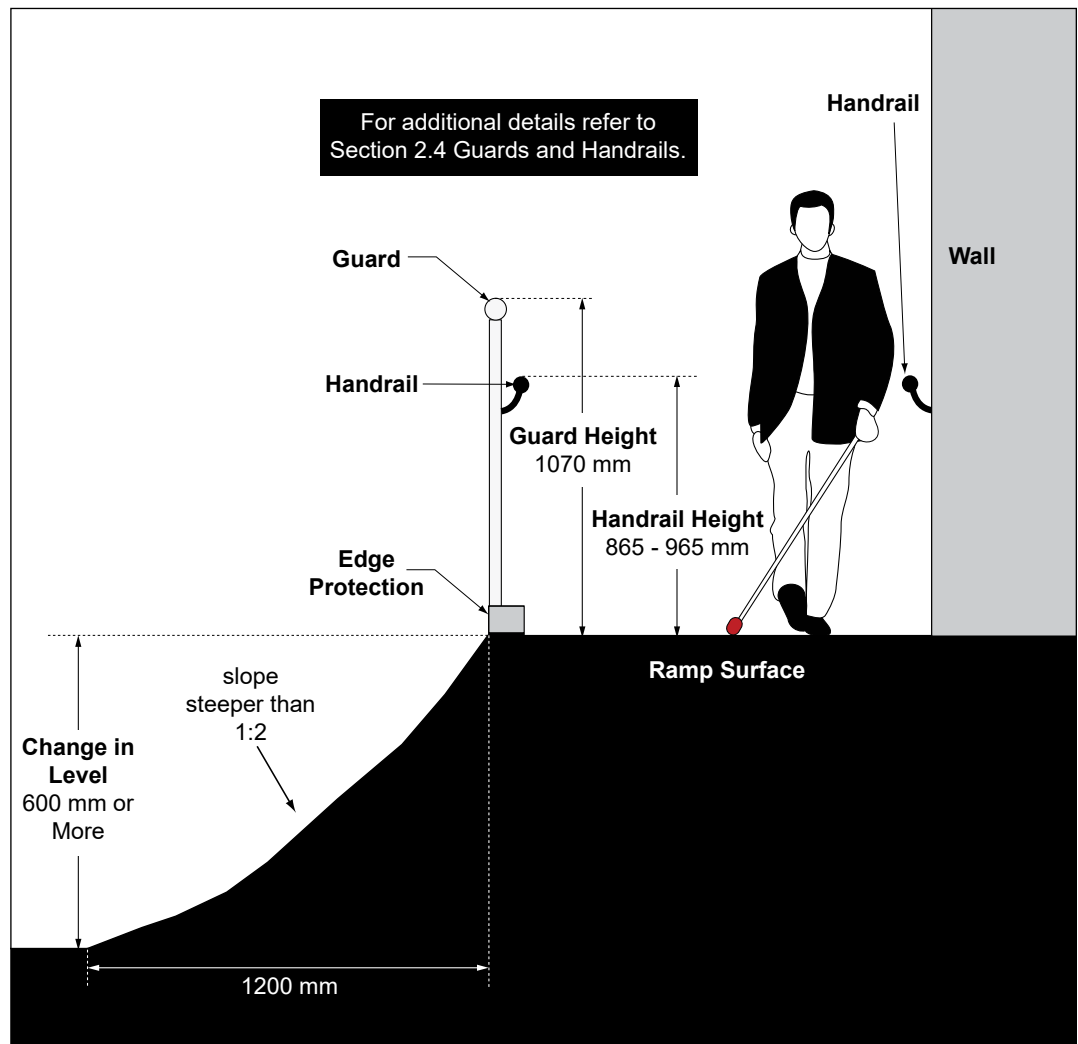 For additional details refer to
Section 2.4 Guards and Handrails.
Handrail
Wall
Guard
Handrail
Guard Height
1070 mm
Handrail Height
865 - 965 mm
Edge
Protection
Ramp Surface
slope
steeper than
1:2
Change in
Level
600 mm or
More
1200 mm